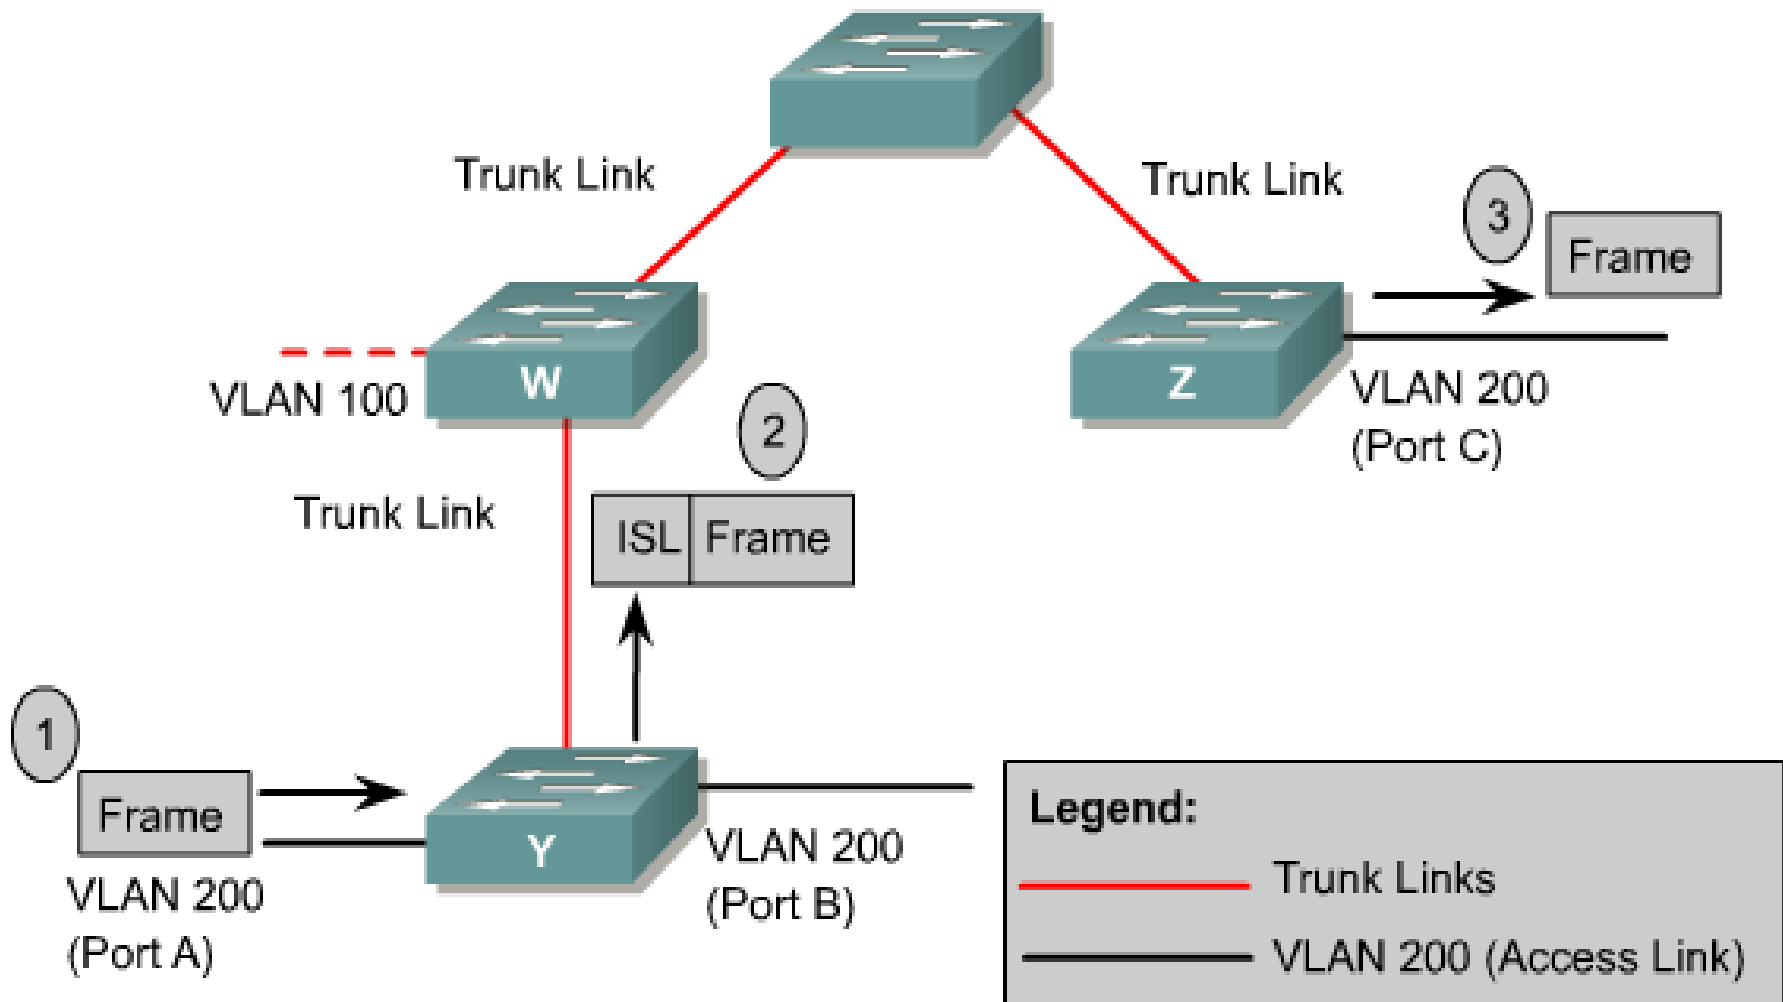 Trunk Link
Trunk Link
3
Frame
W
VLAN 100
Z
VLAN 200
(Port C)
2
Trunk Link
ISL
Frame
1
Frame
VLAN 200
(Port A)
Y
VLAN 200
(Port B)
Legend:
Trunk Links
VLAN 200 (Access Link)